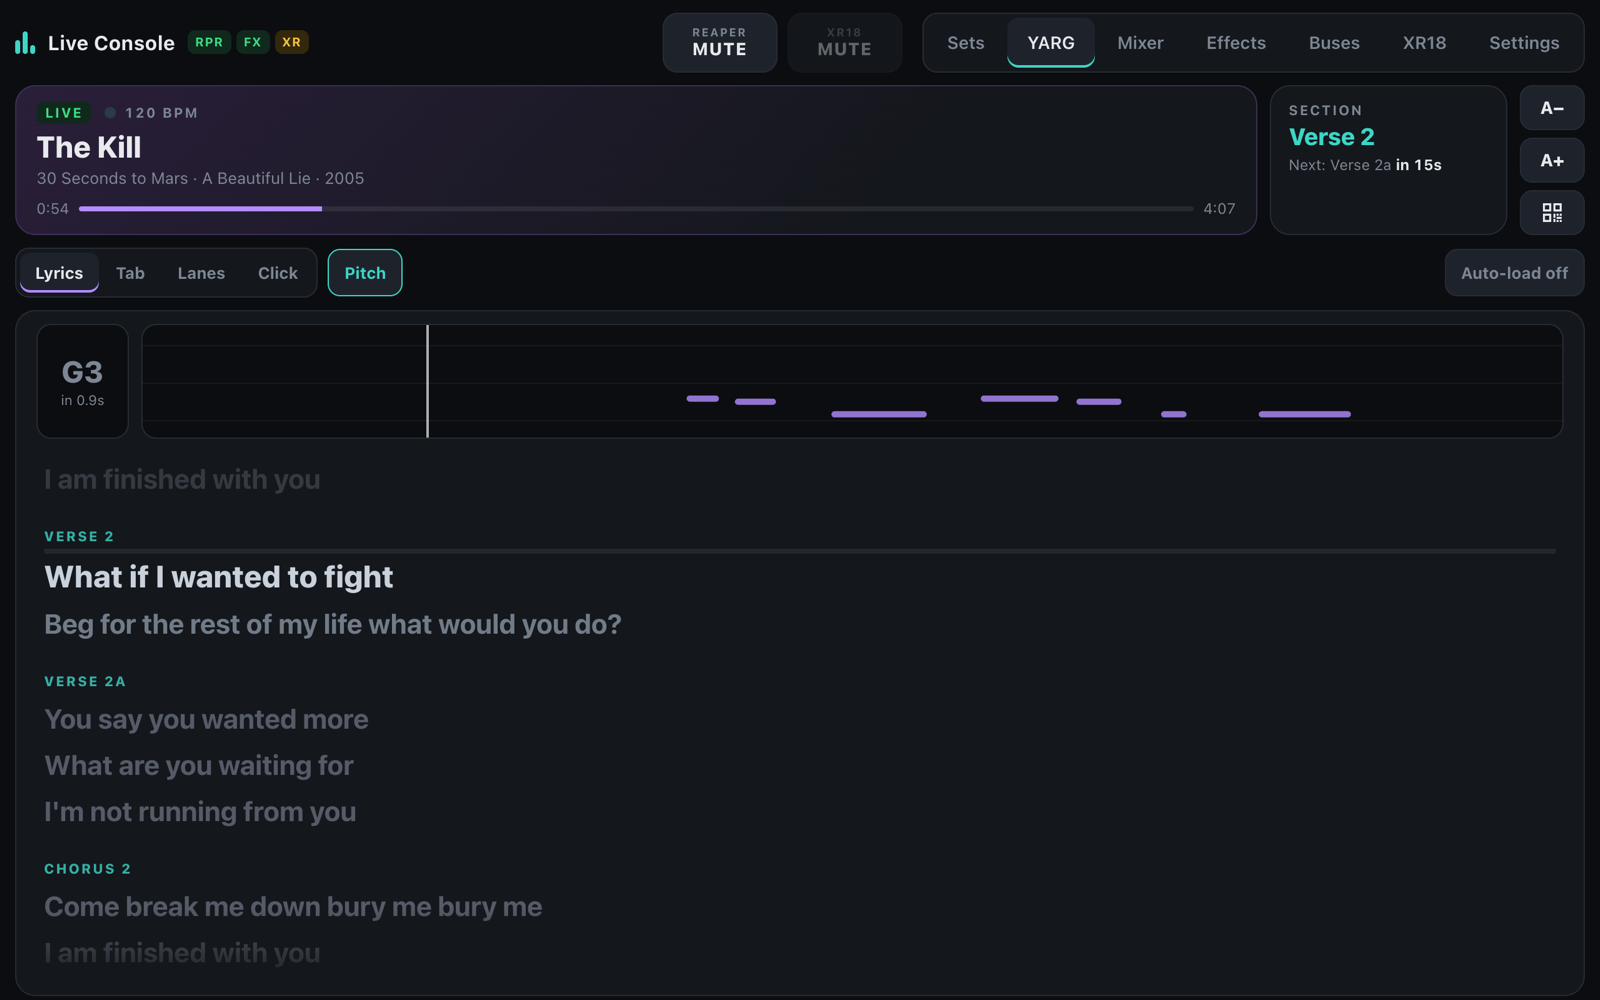 Live Console RPR FX XR
REAPER
MUTE
XR18
MUTE
Sets YARG Mixer Effects Buses XR18 Settings
LIVE 120 BPM
The Kill
30 Seconds to Mars · A Beautiful Lie · 2005
0:54 4:07
SECTION
Verse 2
Next: Verse 2a in 15s
A−
A+
Lyrics Tab Lanes Click Pitch Auto-load off
G3
in 0.9s
I am finished with you
VERSE 2
What if I wanted to fight
Beg for the rest of my life what would you do?
VERSE 2A
You say you wanted more
What are you waiting for
I'm not running from you
CHORUS 2
Come break me down bury me bury me
I am finished with you